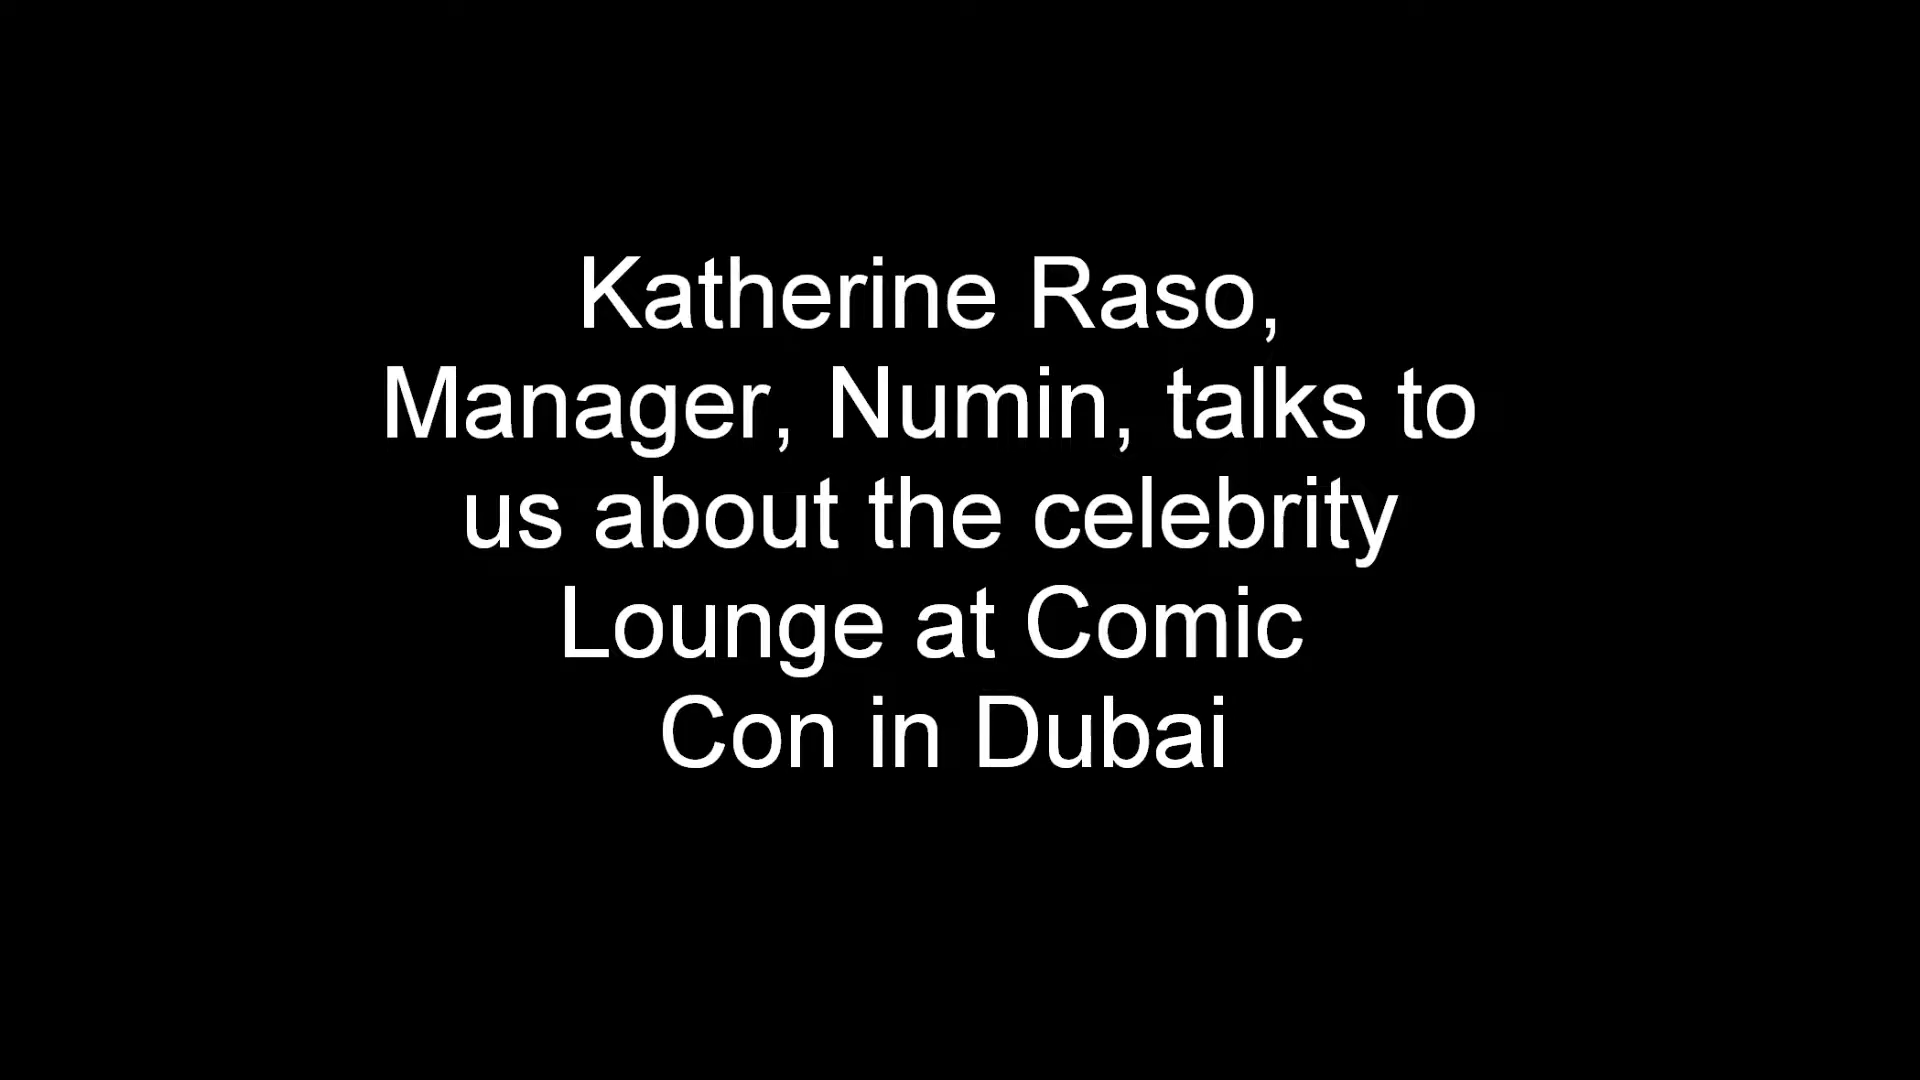 Katherine Raso,
Manager, Numin, talks to
us about the celebrity
Lounge at Comic
Con in Dubai